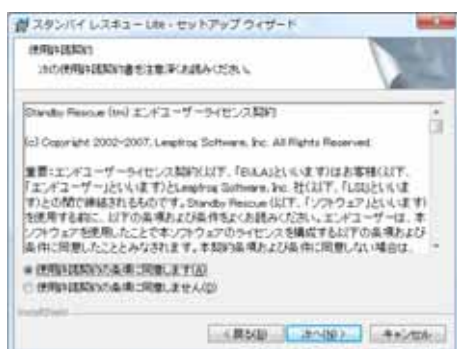 スタンバイ レスキュー Lite - セットアップ ウィザード
使用許諾契約
次の使用許諾契約書を注意深くお読みください。
Standby Rescue (tm) エンドユーザーライセンス契約
(c) Copyright 2002-2007, Leapfrog Software, Inc. All Rights Reserved.
重要:エンドユーザーライセンス契約(以下、「EULA」といいます)はお客様(以下、
「エンドユーザー」といいます)とLeapfrog Software, Inc. 社(以下、「LSI」といいま
す)との間で締結されるものです。Standby Rescue (以下、「ソフトウェア」といいます)
を使用する前に、以下の条項および条件をよくお読みください。エンドユーザーは、本
ソフトウェアを使用したことで本ソフトウェアのライセンスを構成する以下の条項および
条件に同意したこととみなされます。本契約条項および条件に同意しない場合は、
使用許諾契約の条項に同意します(A)
使用許諾契約の条項に同意しません(D)
InstallShield
< 戻る(B)
次へ(N) >
キャンセル